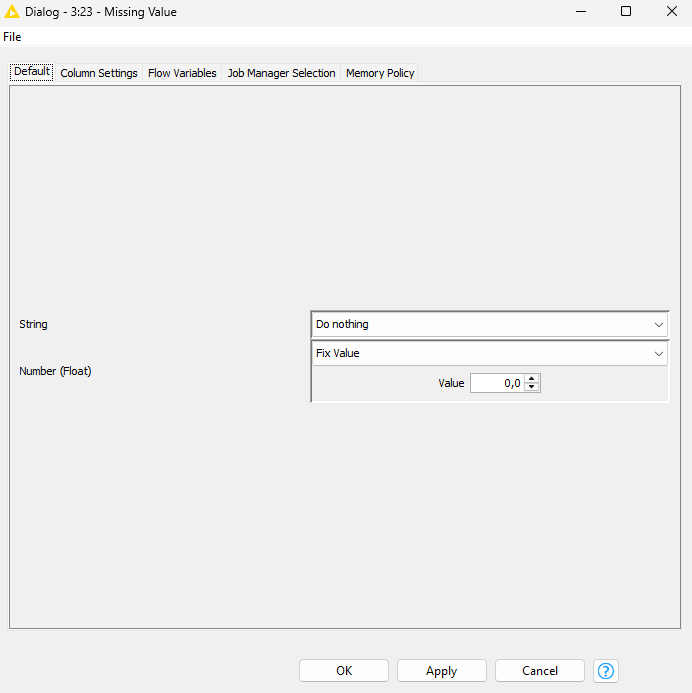 Dialog - 3:23 - Missing Value
File
Default Column Settings Flow Variables Job Manager Selection Memory Policy
String Do nothing
Fix Value
Number (Float)
Value 0,0
OK Apply Cancel ?